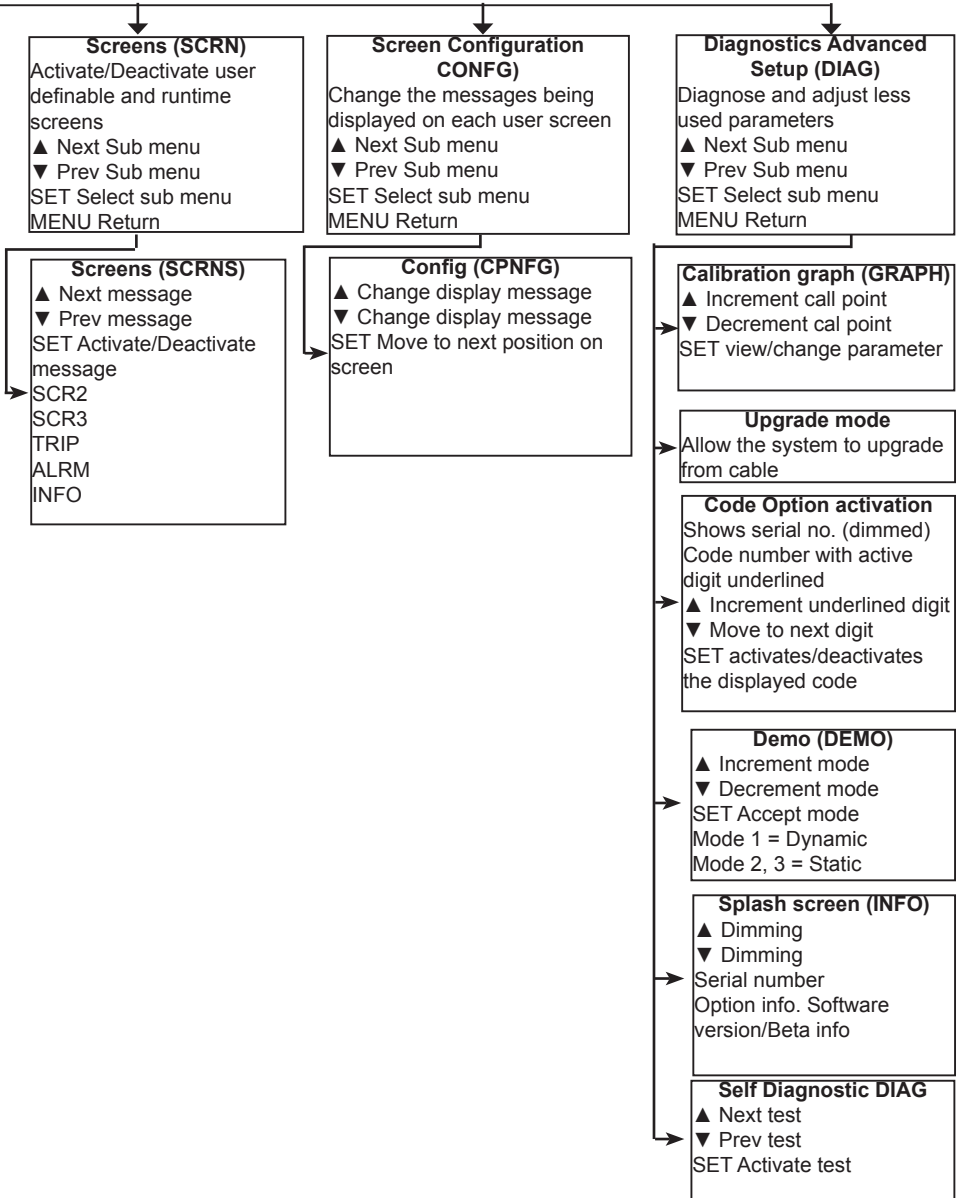 Screens (SCRN)
Activate/Deactivate user
definable and runtime
screens
▲ Next Sub menu
▼ Prev Sub menu
SET Select sub menu
MENU Return
Screens (SCRNS)
▲ Next message
▼ Prev message
SET Activate/Deactivate
message
SCR2
SCR3
TRIP
ALRM
INFO
Screen Configuration
CONFG)
Change the messages being
displayed on each user screen
▲ Next Sub menu
▼ Prev Sub menu
SET Select sub menu
MENU Return
Config (CPNFG)
▲ Change display message
▼ Change display message
SET Move to next position on
screen
Diagnostics Advanced
Setup (DIAG)
Diagnose and adjust less
used parameters
▲ Next Sub menu
▼ Prev Sub menu
SET Select sub menu
MENU Return
Calibration graph (GRAPH)
▲ Increment call point
▼ Decrement cal point
SET view/change parameter
Upgrade mode
Allow the system to upgrade
from cable
Code Option activation
Shows serial no. (dimmed)
Code number with active
digit underlined
▲ Increment underlined digit
▼ Move to next digit
SET activates/deactivates
the displayed code
Demo (DEMO)
▲ Increment mode
▼ Decrement mode
SET Accept mode
Mode 1 = Dynamic
Mode 2, 3 = Static
Splash screen (INFO)
▲ Dimming
▼ Dimming
Serial number
Option info. Software
version/Beta info
Self Diagnostic DIAG
▲ Next test
▼ Prev test
SET Activate test